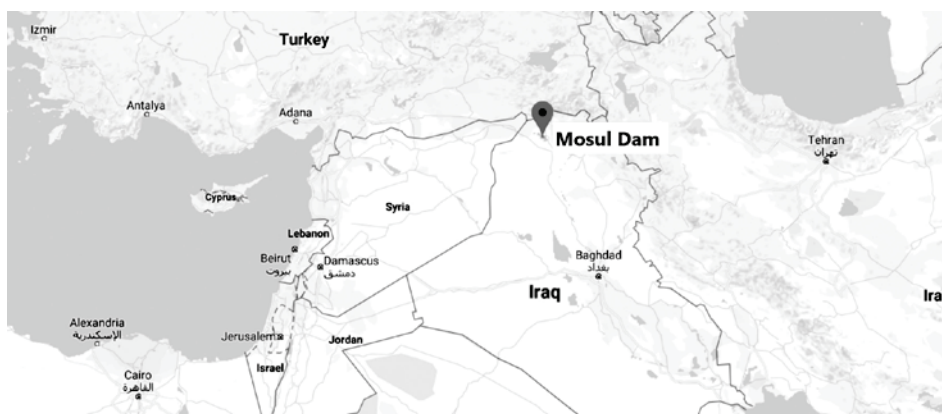 Izmir
Turkey
Antalya
Adana
Mosul Dam
Tehran
تهران
Cyprus
Syria
Lebanon
Beirut
بيروت
Damascus
دمشق
Baghdad
بغداد
Iraq
Ira
Alexandria
الإسكندرية
Jerusalem
Jordan
Israel
Cairo
القاهرة